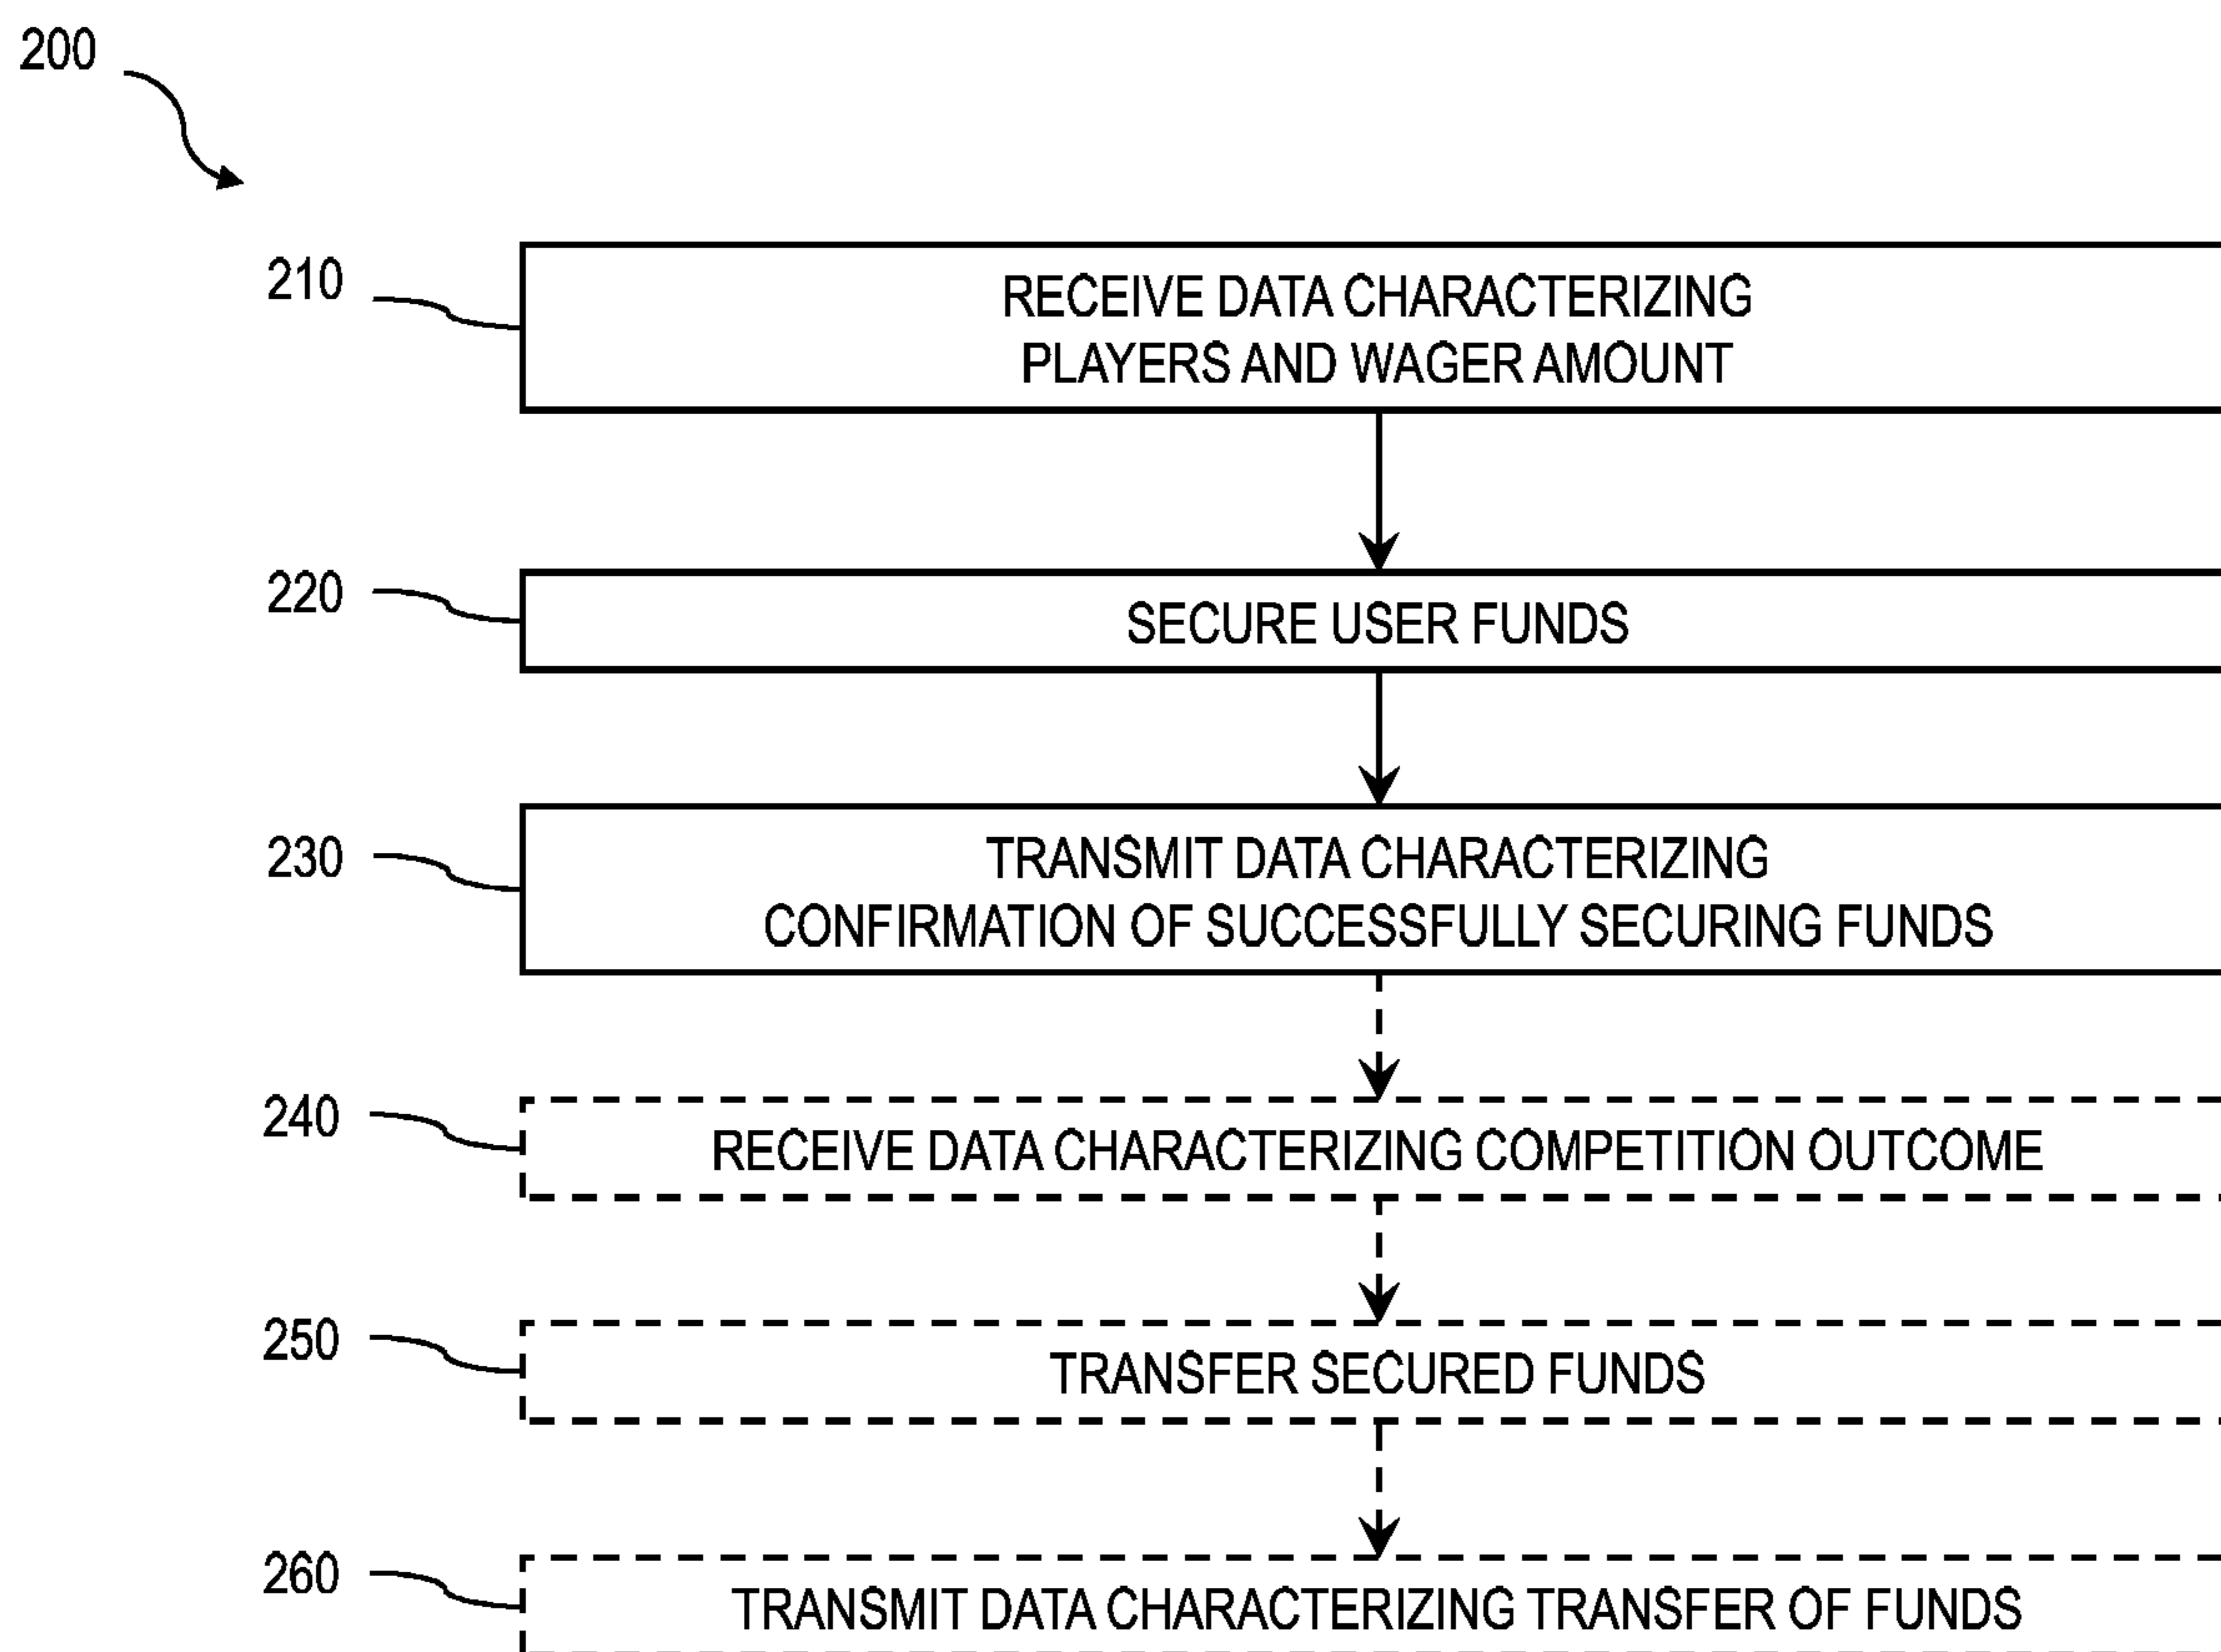 200
210
RECEIVE DATA CHARACTERIZING
PLAYERS AND WAGER AMOUNT
220
SECURE USER FUNDS
230
TRANSMIT DATA CHARACTERIZING
CONFIRMATION OF SUCCESSFULLY SECURING FUNDS
240
RECEIVE DATA CHARACTERIZING COMPETITION OUTCOME
250
TRANSFER SECURED FUNDS
260
TRANSMIT DATA CHARACTERIZING TRANSFER OF FUNDS